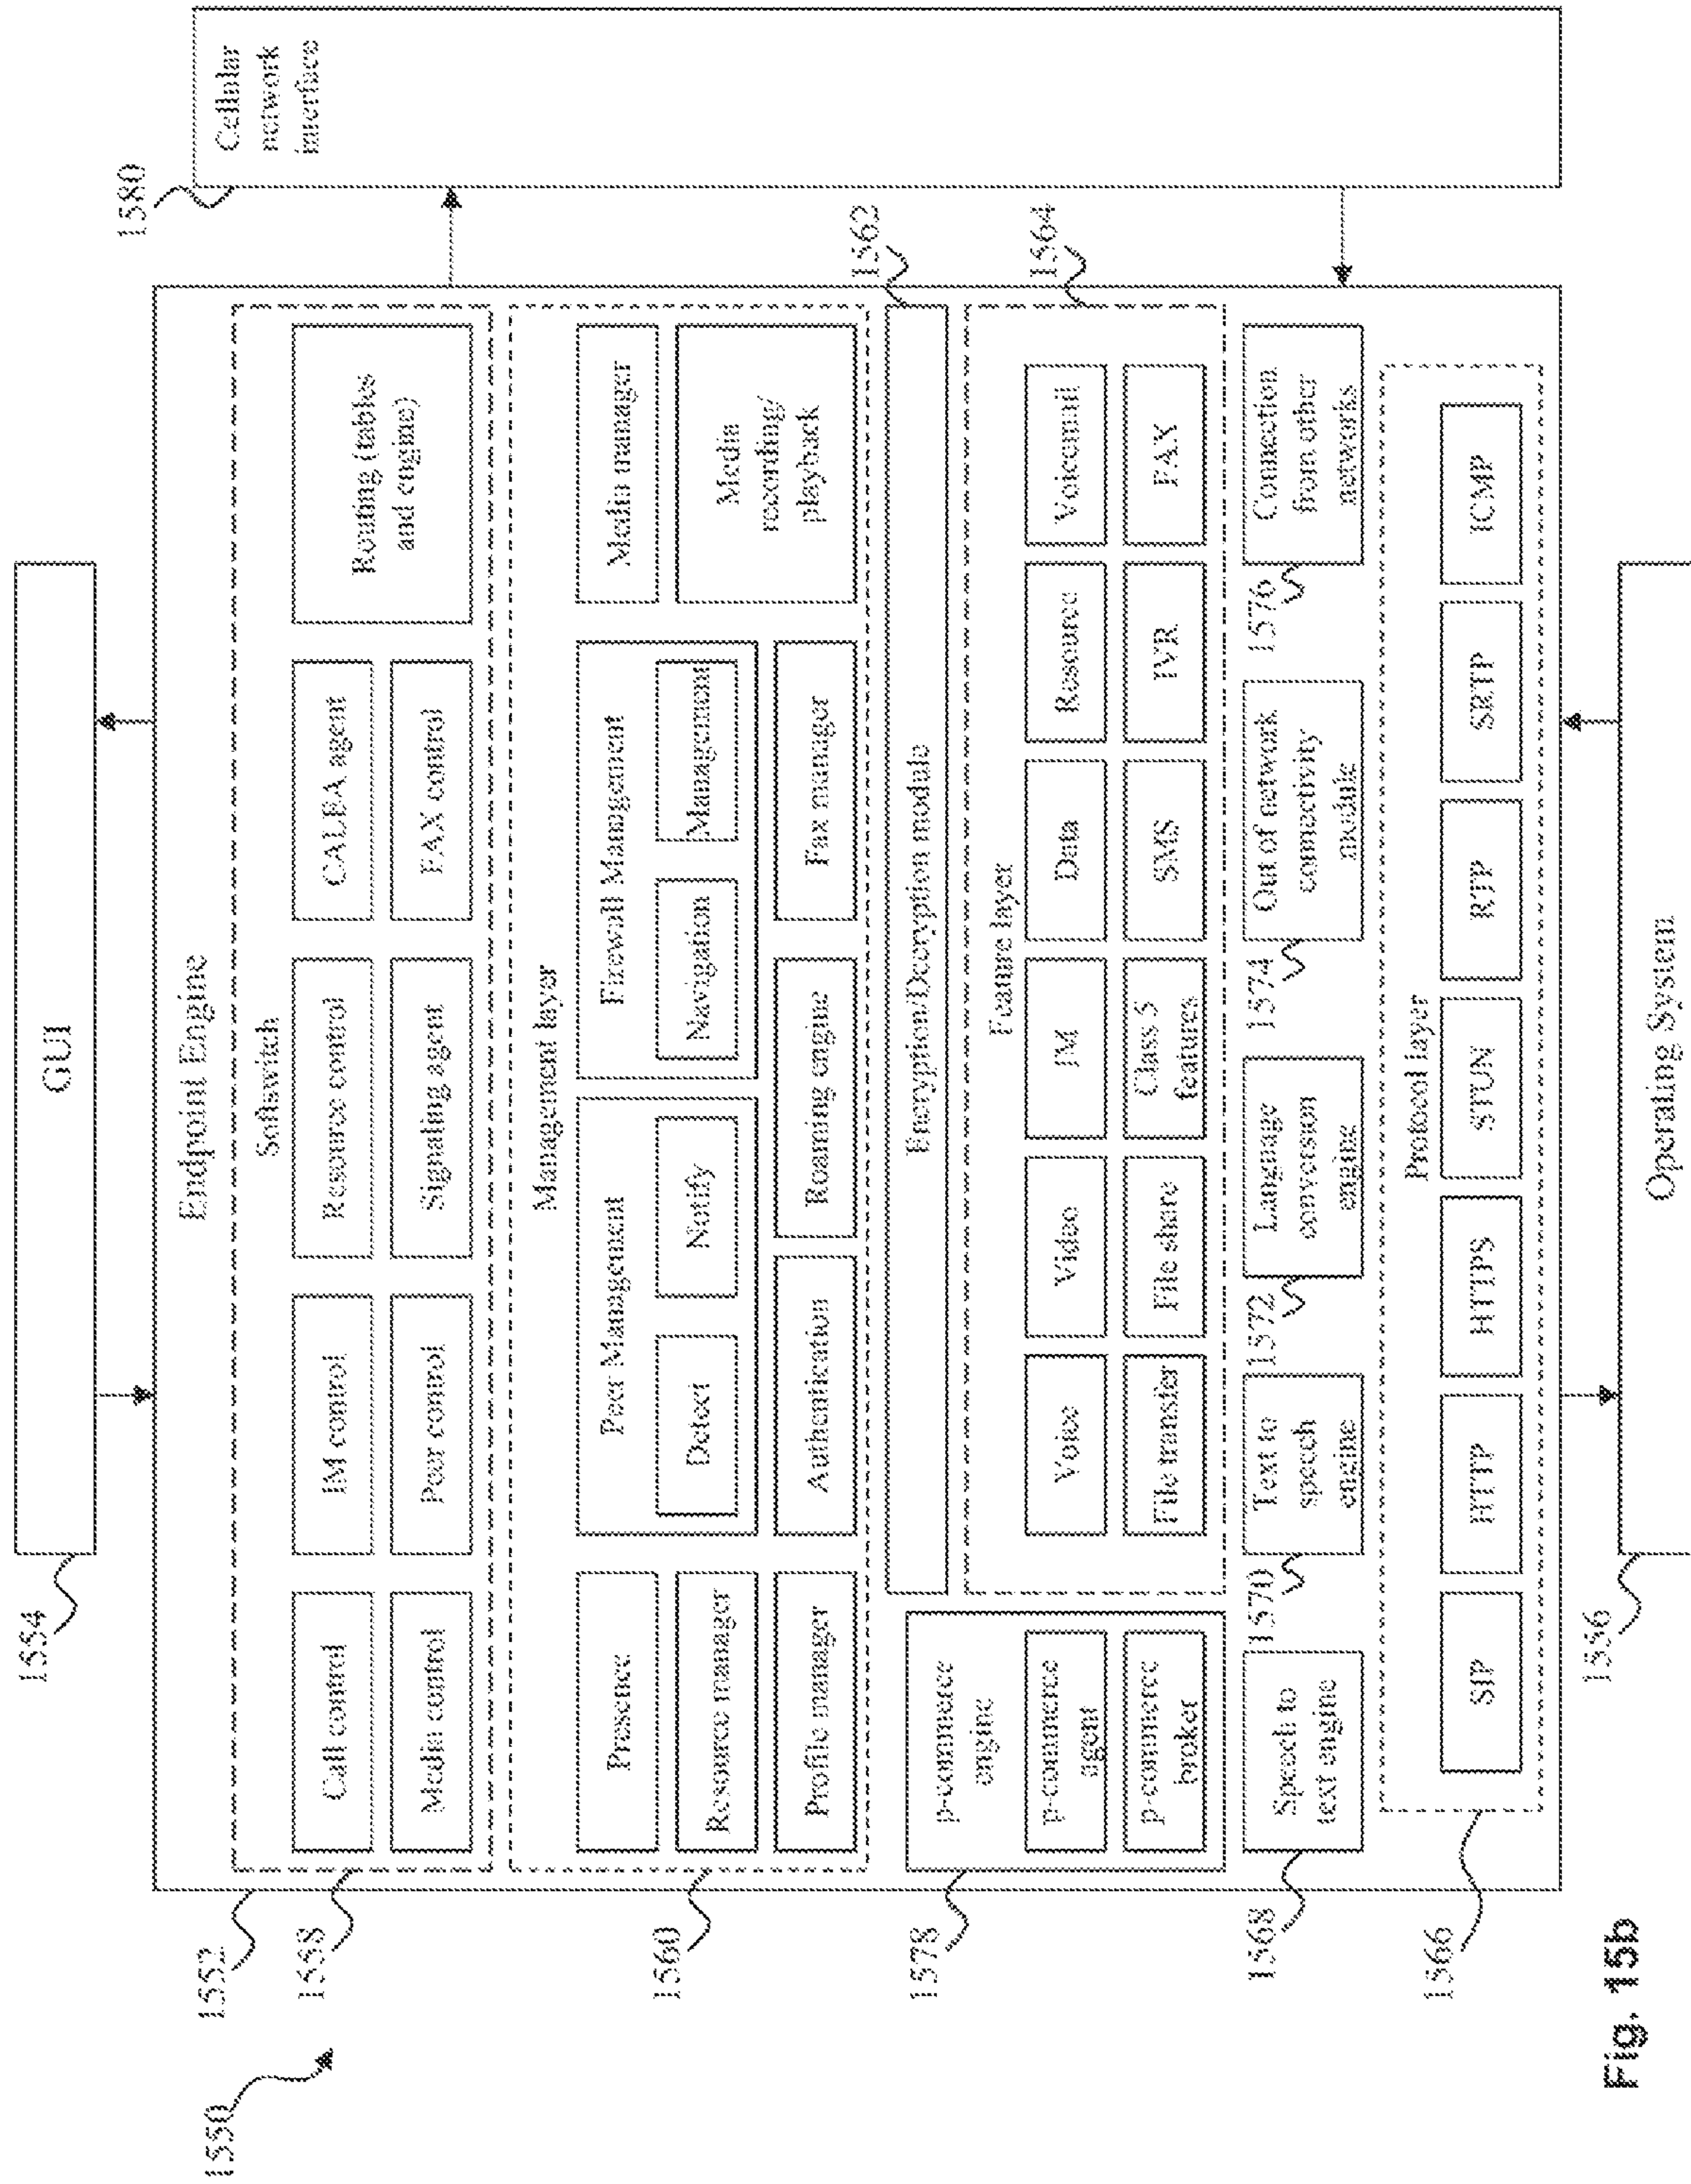 1550
1554
GUI
1552
Endpoint Engine
1558
Softswitch
Call control
IM control
Resource control
CALEA agent
Routing (tables
and engine)
Media control
Peer control
Signaling agent
FAX control
1580
Cellular
network
interface
1560
Management layer
Presence
Peer Management
Detect
Notify
Firewall Management
Navigation
Management
Media manager
Resource manager
Media
recording/
playback
Profile manager
Authentication
Roaming engine
Fax manager
1562
Encryption/Decryption module
1578
p-commerce
engine
p-commerce
agent
p-commerce
broker
1564
Feature layer
Voice
Video
IM
Data
Resource
Voicemail
File transfer
File share
Class 5
features
SMS
IVR
FAX
1568
Speech to
text engine
1570
Text to
speech
engine
1572
Language
conversion
engine
1574
Out of network
connectivity
module
1576
Connection
from other
networks
1566
Protocol layer
SIP
HTTP
HTTPS
STUN
RTP
SRTP
ICMP
1556
Operating System
Fig. 15b